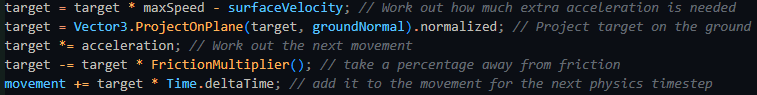 target = target * maxSpeed - surfaceVelocity; // Work out how much extra acceleration is needed
target = Vector3.ProjectOnPlane(target, groundNormal).normalized; // Project target on the ground
target *= acceleration; // Work out the next movement
target -= target * FrictionMultiplier(); // take a percentage away from friction
movement += target * Time.deltaTime; // add it to the movement for the next physics timestep